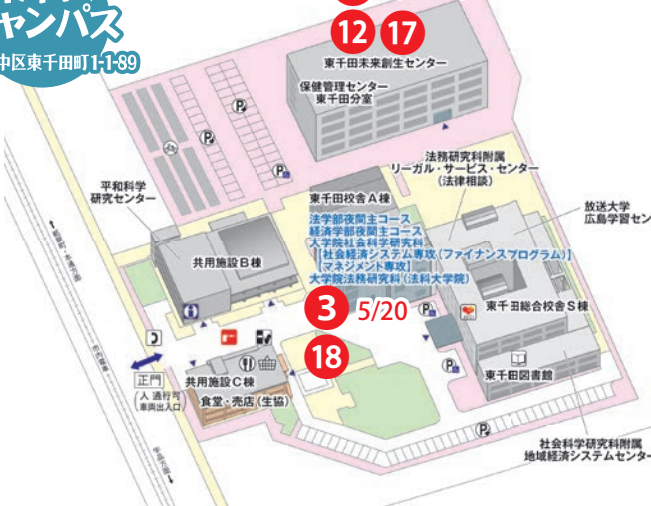 ャンパス
中区東千田町1-1-89
12 17
東千田未来創生センター
保健管理センター
東千田分室
平和科学
研究センター
法務研究科附属
リーガル・サービス・センター
(法律相談)
放送大学
広島学習セン
東千田校舎A棟
法学部夜間主コース
経済学部夜間主コース
大学院社会科学研究科
【社会経済システム専攻(ファイナンスプログラム)】
【マネジメント専攻】
大学院法務研究科(法科大学院)
共用施設B棟
3 5/20
東千田総合校舎S棟
18
正門
(人 通行可
車両出入口)
共用施設C棟
食堂・売店(生協)
東千田図書館
社会科学研究科附属
地域経済システムセンター